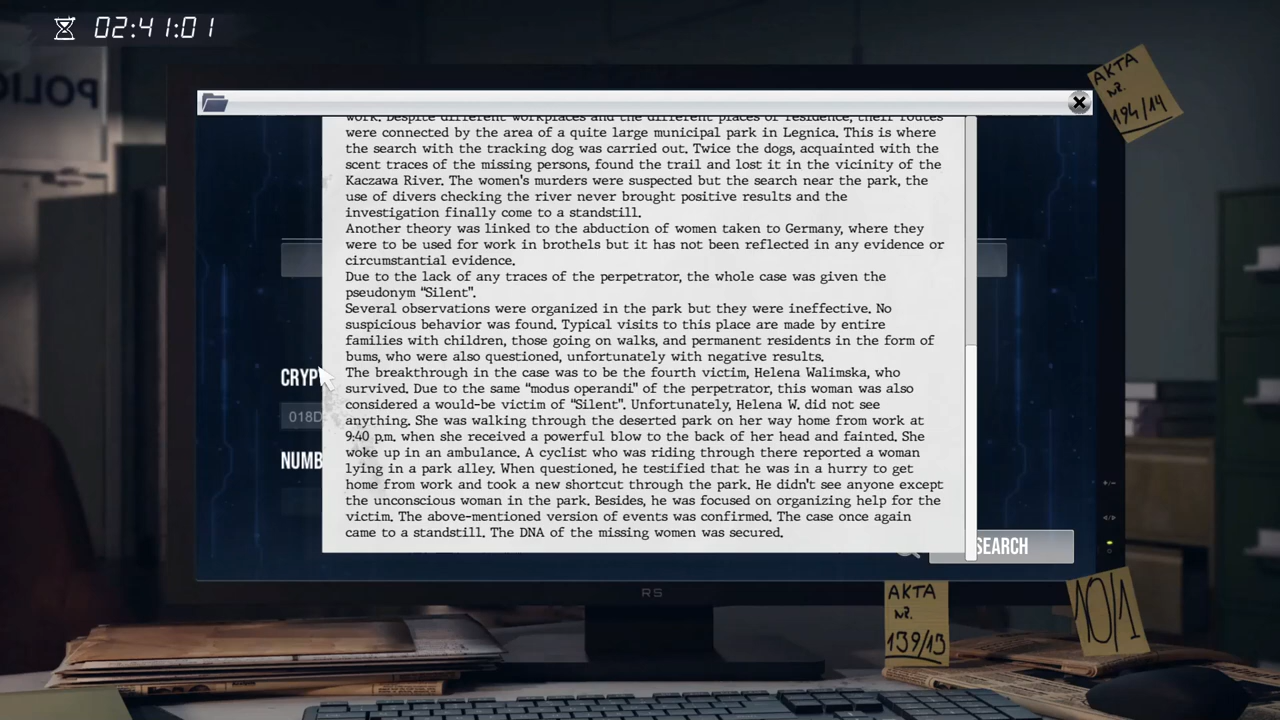 02:41:01
POLIC
AKTA
NR.
194/14
work. Despite different workplaces and the different places of residence, their routes
were connected by the area of a quite large municipal park in Legnica. This is where
the search with the tracking dog was carried out. Twice the dogs, acquainted with the
scent traces of the missing persons, found the trail and lost it in the vicinity of the
Kaczawa River. The women's murders were suspected but the search near the park, the
use of divers checking the river never brought positive results and the
investigation finally come to a standstill.
Another theory was linked to the abduction of women taken to Germany, where they
were to be used for work in brothels but it has not been reflected in any evidence or
circumstantial evidence.
Due to the lack of any traces of the perpetrator, the whole case was given the
pseudonym "Silent".
Several observations were organized in the park but they were ineffective. No
suspicious behavior was found. Typical visits to this place are made by entire
families with children, those going on walks, and permanent residents in the form of
bums, who were also questioned, unfortunately with negative results.
The breakthrough in the case was to be the fourth victim, Helena Walimska, who
survived. Due to the same "modus operandi" of the perpetrator, this woman was also
considered a would-be victim of "Silent". Unfortunately, Helena W. did not see
anything. She was walking through the deserted park on her way home from work at
9:40 p.m. when she received a powerful blow to the back of her head and fainted. She
woke up in an ambulance. A cyclist who was riding through there reported a woman
lying in a park alley. When questioned, he testified that he was in a hurry to get
home from work and took a new shortcut through the park. He didn't see anyone except
the unconscious woman in the park. Besides, he was focused on organizing help for the
victim. The above-mentioned version of events was confirmed. The case once again
came to a standstill. The DNA of the missing women was secured.
CRYP
018D
NUMB
SEARCH
RS
AKTA
NR.
139/13
10/1